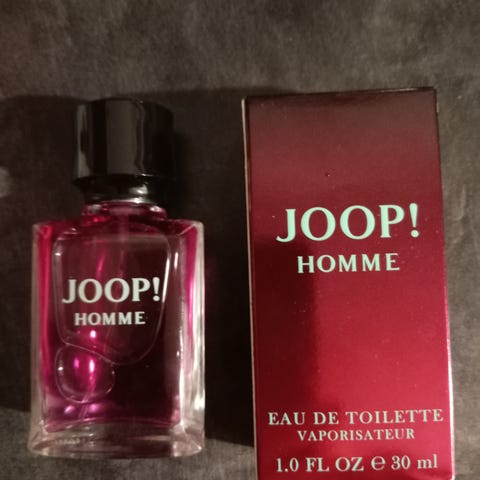 JOOP!
HOMME
JOOP!
HOMME
EAU DE TOILETTE
VAPORISATEUR
1.0 FL OZ ℮ 30 ml